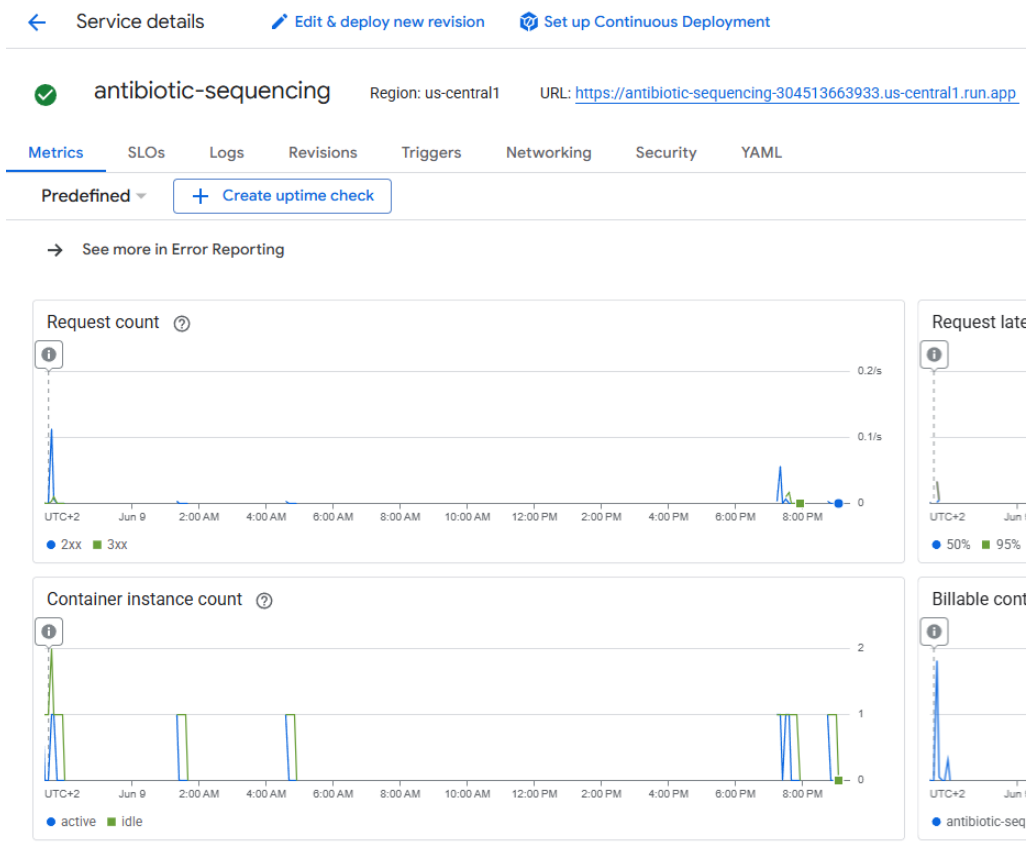 Service details Edit & deploy new revision Set up Continuous Deployment
antibiotic-sequencing Region: us-central1 URL: https://antibiotic-sequencing-304513663933.us-central1.run.app
Metrics SLOs Logs Revisions Triggers Networking Security YAML
Predefined + Create uptime check
See more in Error Reporting
Request count
0.2/s
0.1/s
0
UTC+2 Jun 9 2:00 AM 4:00 AM 6:00 AM 8:00 AM 10:00 AM 12:00 PM 2:00 PM 4:00 PM 6:00 PM 8:00 PM
2xx 3xx
Request late
UTC+2 Jun
50% 95%
Container instance count
2
1
0
UTC+2 Jun 9 2:00 AM 4:00 AM 6:00 AM 8:00 AM 10:00 AM 12:00 PM 2:00 PM 4:00 PM 6:00 PM 8:00 PM
active idle
Billable cont
UTC+2 Jun
antibiotic-seq